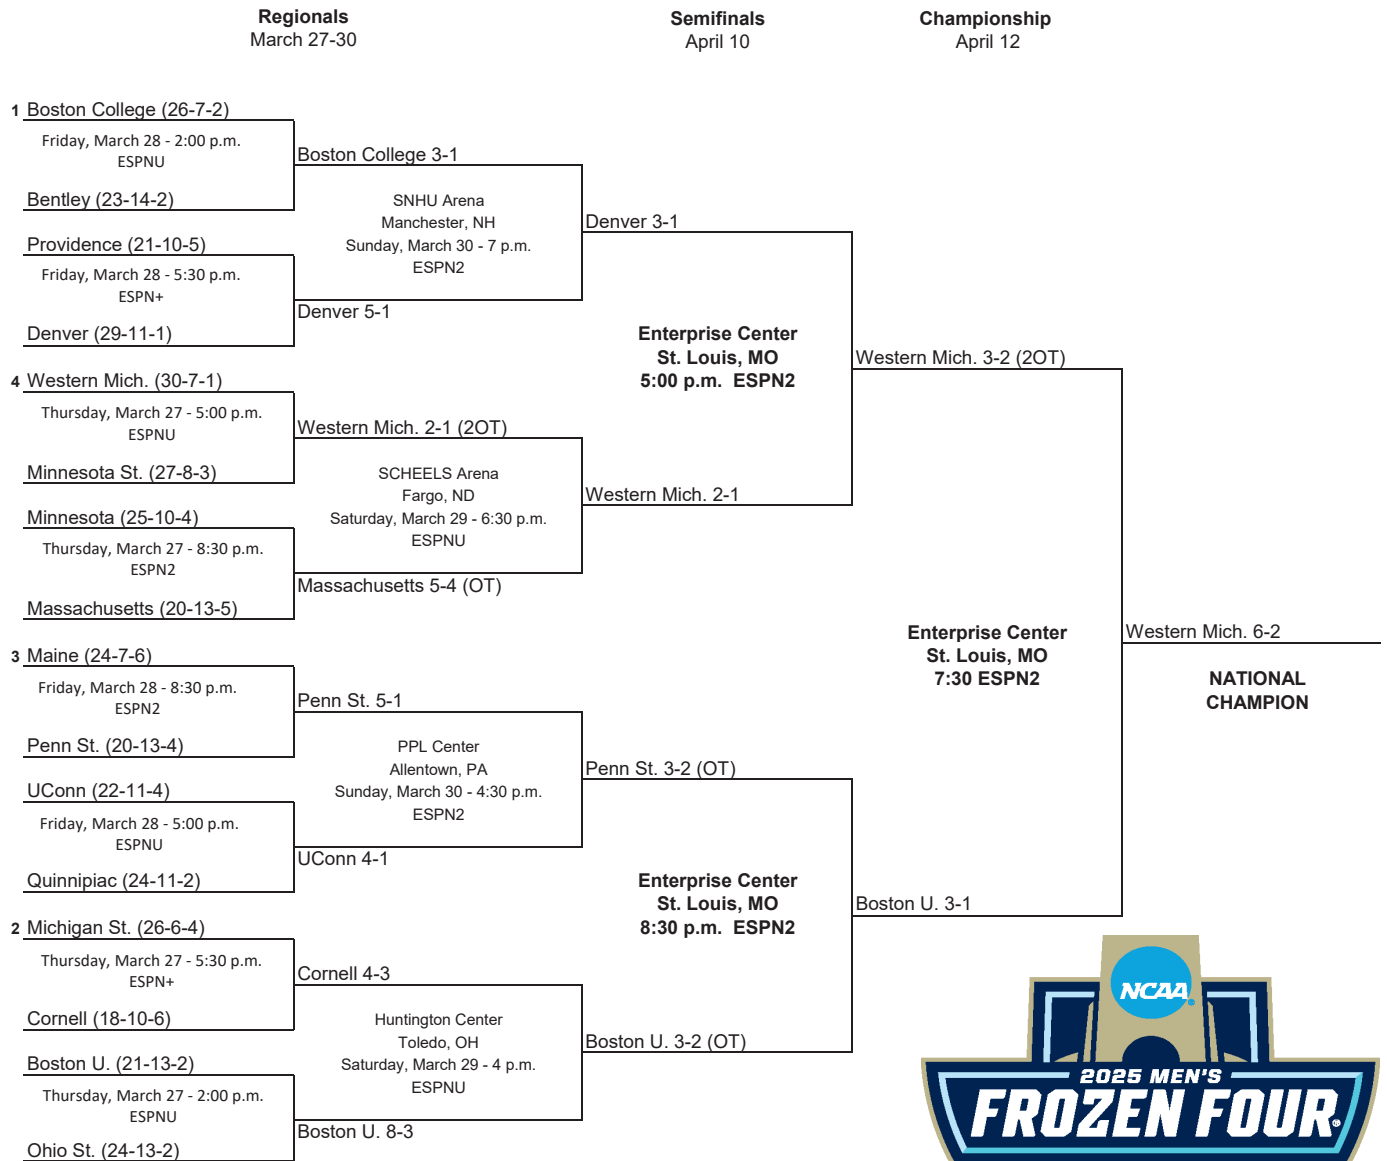 Regionals
March 27-30
Semifinals
April 10
Championship
April 12
1 Boston College (26-7-2)
Friday, March 28 - 2:00 p.m.
ESPNU
Boston College 3-1
Bentley (23-14-2)
SNHU Arena
Manchester, NH
Sunday, March 30 - 7 p.m.
ESPN2
Denver 3-1
Providence (21-10-5)
Friday, March 28 - 5:30 p.m.
ESPN+
Denver 5-1
Denver (29-11-1)
Enterprise Center
St. Louis, MO
5:00 p.m. ESPN2
Western Mich. 3-2 (2OT)
4 Western Mich. (30-7-1)
Thursday, March 27 - 5:00 p.m.
ESPNU
Western Mich. 2-1 (2OT)
Minnesota St. (27-8-3)
SCHEELS Arena
Fargo, ND
Saturday, March 29 - 6:30 p.m.
ESPNU
Western Mich. 2-1
Minnesota (25-10-4)
Thursday, March 27 - 8:30 p.m.
ESPN2
Massachusetts 5-4 (OT)
Massachusetts (20-13-5)
Enterprise Center
St. Louis, MO
7:30 ESPN2
Western Mich. 6-2
NATIONAL
CHAMPION
3 Maine (24-7-6)
Friday, March 28 - 8:30 p.m.
ESPN2
Penn St. 5-1
Penn St. (20-13-4)
PPL Center
Allentown, PA
Sunday, March 30 - 4:30 p.m.
ESPN2
Penn St. 3-2 (OT)
UConn (22-11-4)
Friday, March 28 - 5:00 p.m.
ESPNU
UConn 4-1
Quinnipiac (24-11-2)
Enterprise Center
St. Louis, MO
8:30 p.m. ESPN2
Boston U. 3-1
2 Michigan St. (26-6-4)
Thursday, March 27 - 5:30 p.m.
ESPN+
Cornell 4-3
Cornell (18-10-6)
Huntington Center
Toledo, OH
Saturday, March 29 - 4 p.m.
ESPNU
Boston U. 3-2 (OT)
Boston U. (21-13-2)
Thursday, March 27 - 2:00 p.m.
ESPNU
Boston U. 8-3
Ohio St. (24-13-2)
NCAA®
2025 MEN'S
FROZEN FOUR®